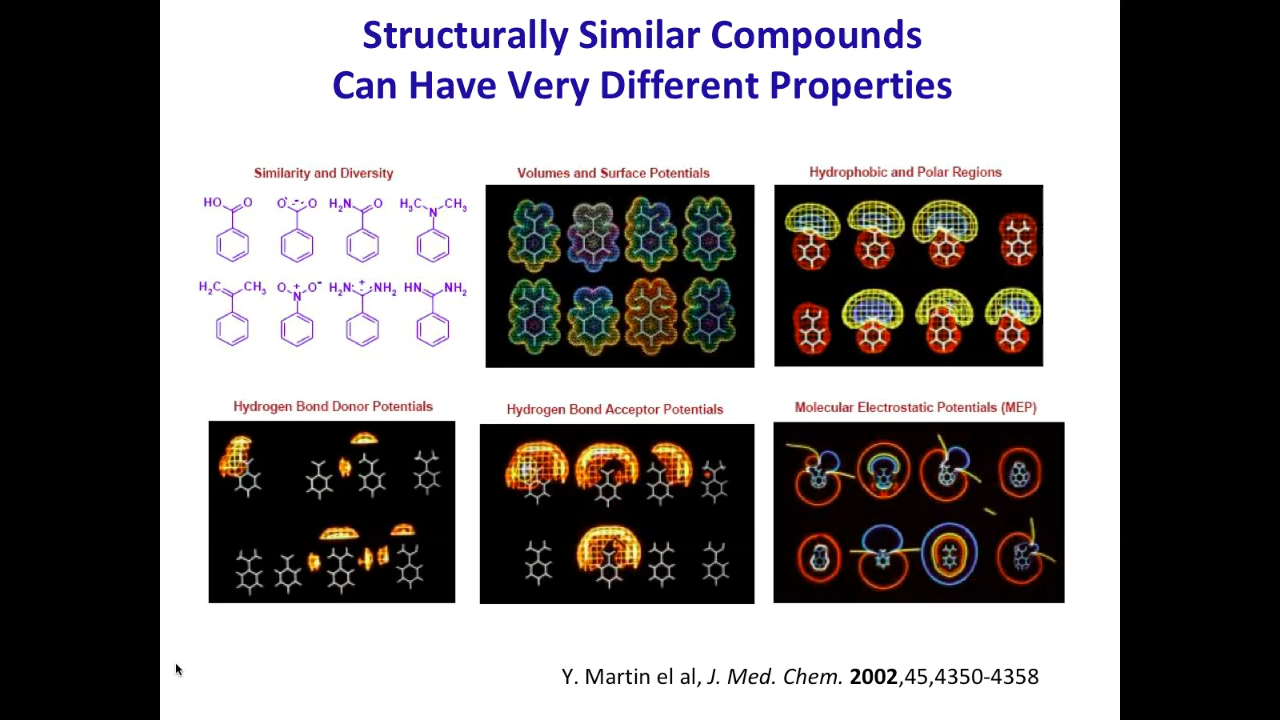 Structurally Similar Compounds
Can Have Very Different Properties
Similarity and Diversity
Volumes and Surface Potentials
Hydrophobic and Polar Regions
HO O O O H₂N O H₃C N CH₃
H₂C CH₃ O N O⁻ + H₂N + NH₂ HN NH₂
Hydrogen Bond Donor Potentials
Hydrogen Bond Acceptor Potentials
Molecular Electrostatic Potentials (MEP)
Y. Martin el al, J. Med. Chem. 2002,45,4350-4358